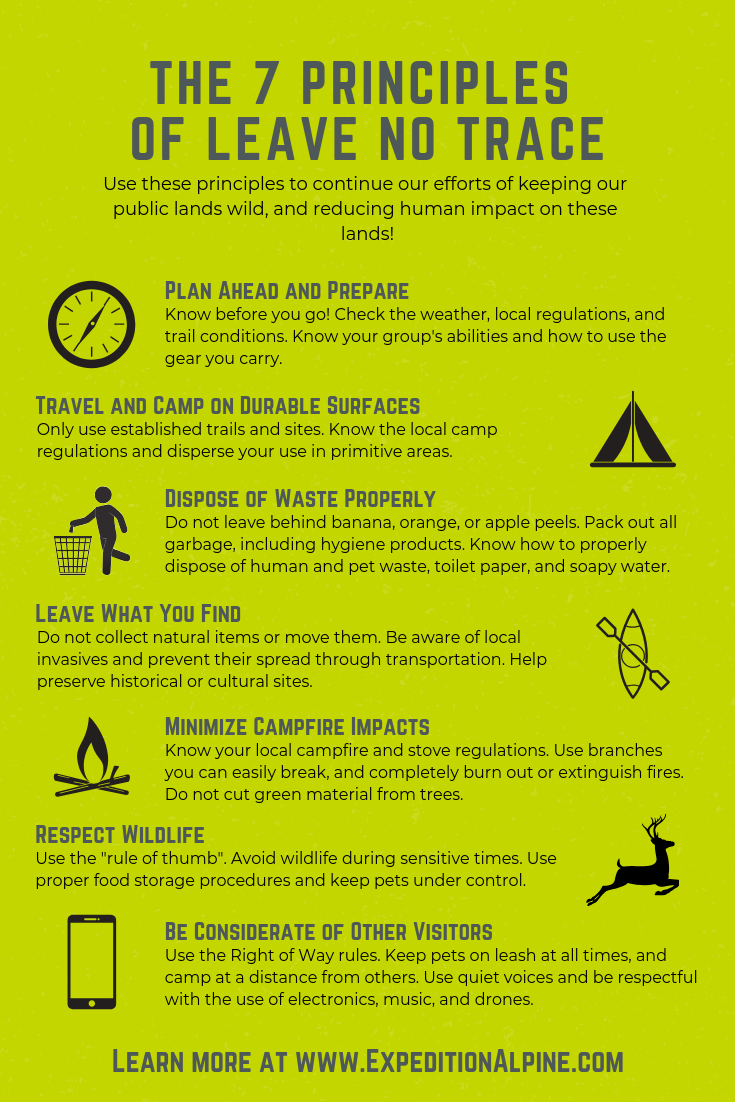 THE 7 PRINCIPLES
OF LEAVE NO TRACE
Use these principles to continue our efforts of keeping our
public lands wild, and reducing human impact on these
lands!
PLAN AHEAD AND PREPARE
Know before you go! Check the weather, local regulations, and
trail conditions. Know your group's abilities and how to use the
gear you carry.
TRAVEL AND CAMP ON DURABLE SURFACES
Only use established trails and sites. Know the local camp
regulations and disperse your use in primitive areas.
DISPOSE OF WASTE PROPERLY
Do not leave behind banana, orange, or apple peels. Pack out all
garbage, including hygiene products. Know how to properly
dispose of human and pet waste, toilet paper, and soapy water.
LEAVE WHAT YOU FIND
Do not collect natural items or move them. Be aware of local
invasives and prevent their spread through transportation. Help
preserve historical or cultural sites.
MINIMIZE CAMPFIRE IMPACTS
Know your local campfire and stove regulations. Use branches
you can easily break, and completely burn out or extinguish fires.
Do not cut green material from trees.
RESPECT WILDLIFE
Use the "rule of thumb". Avoid wildlife during sensitive times. Use
proper food storage procedures and keep pets under control.
BE CONSIDERATE OF OTHER VISITORS
Use the Right of Way rules. Keep pets on leash at all times, and
camp at a distance from others. Use quiet voices and be respectful
with the use of electronics, music, and drones.
LEARN MORE AT WWW.EXPEDITIONALPINE.COM